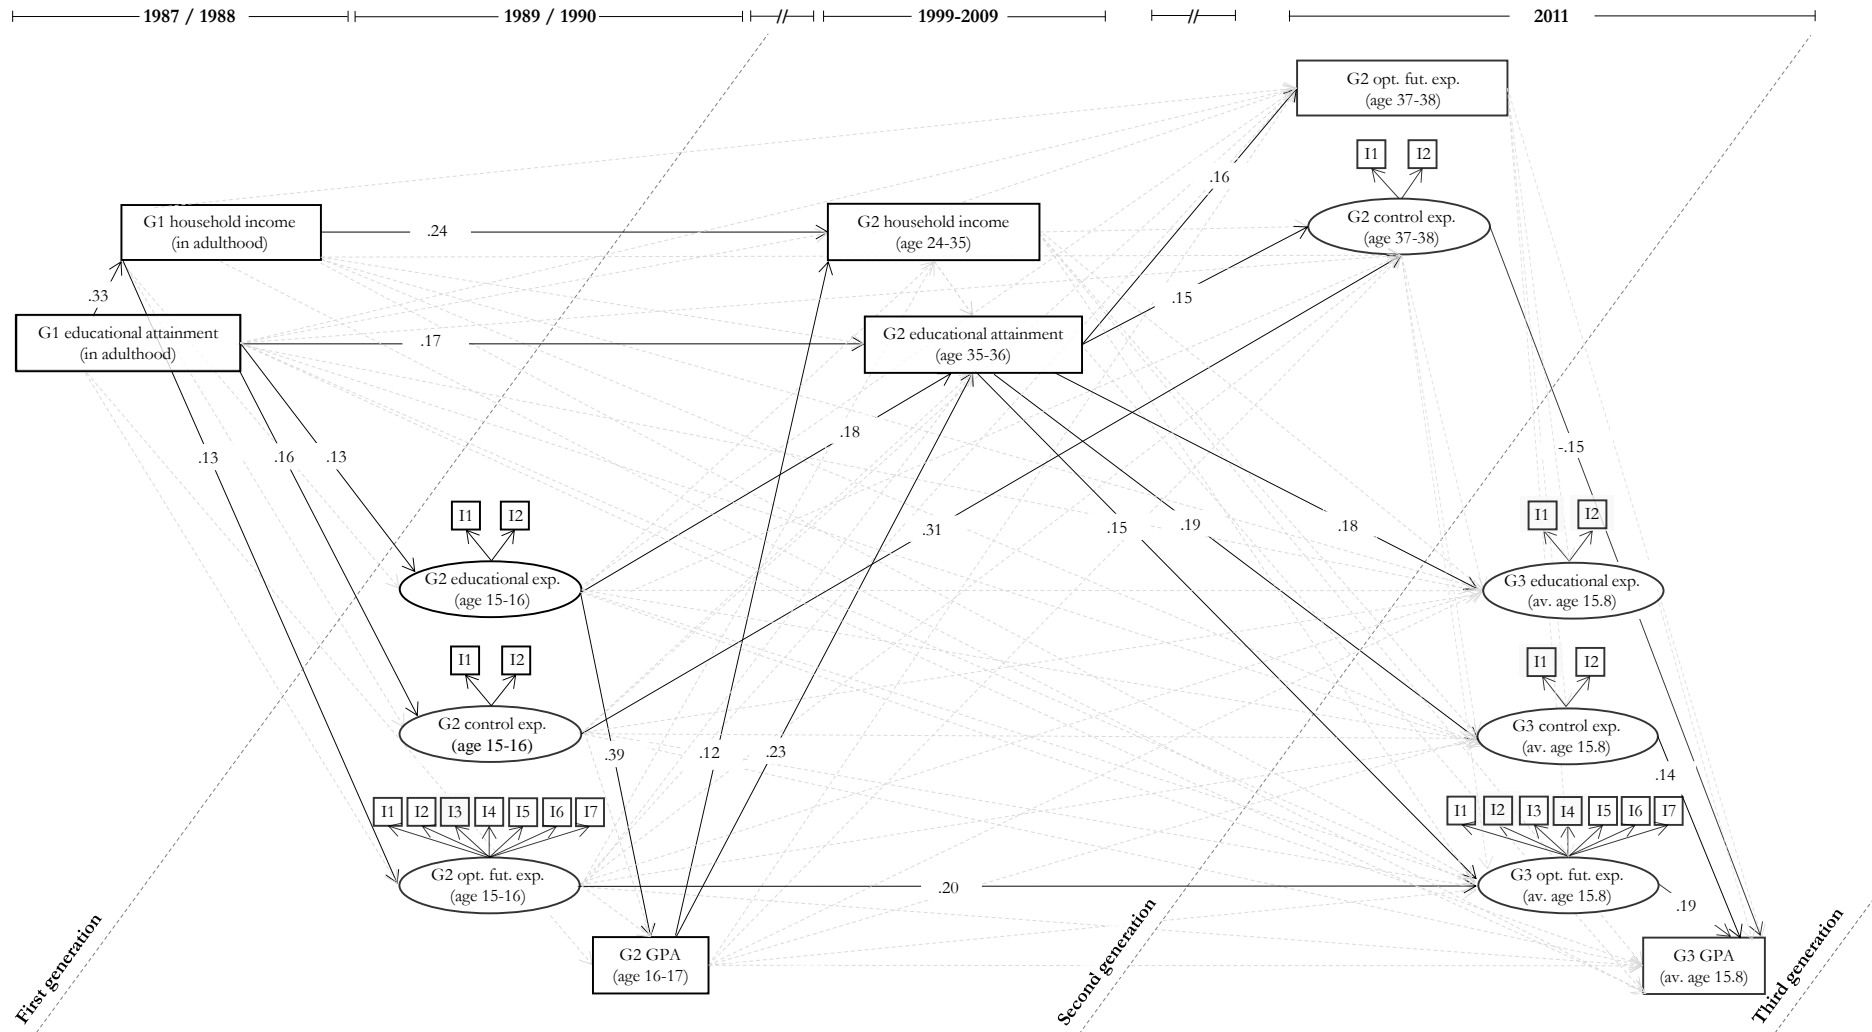 1987 / 1988
1989 / 1990
1999-2009
2011
G2 opt. fut. exp.
(age 37-38)
I1
I2
.16
G1 household income
(in adulthood)
.24
G2 household income
(age 24-35)
G2 control exp.
(age 37-38)
.33
.15
G1 educational attainment
(in adulthood)
.17
G2 educational attainment
(age 35-36)
.18
-.15
.13
.16
.13
I1
I2
.31
.15
.19
.18
I1
I2
G2 educational exp.
(age 15-16)
G3 educational exp.
(av. age 15.8)
I1
I2
I1
I2
G2 control exp.
(age 15-16)
G3 control exp.
(av. age 15.8)
.39
.12
.23
.14
I1
I2
I3
I4
I5
I6
I7
I1
I2
I3
I4
I5
I6
I7
G2 opt. fut. exp.
(age 15-16)
.20
G3 opt. fut. exp.
(av. age 15.8)
.19
G2 GPA
(age 16-17)
G3 GPA
(av. age 15.8)
First generation
Second generation
Third generation